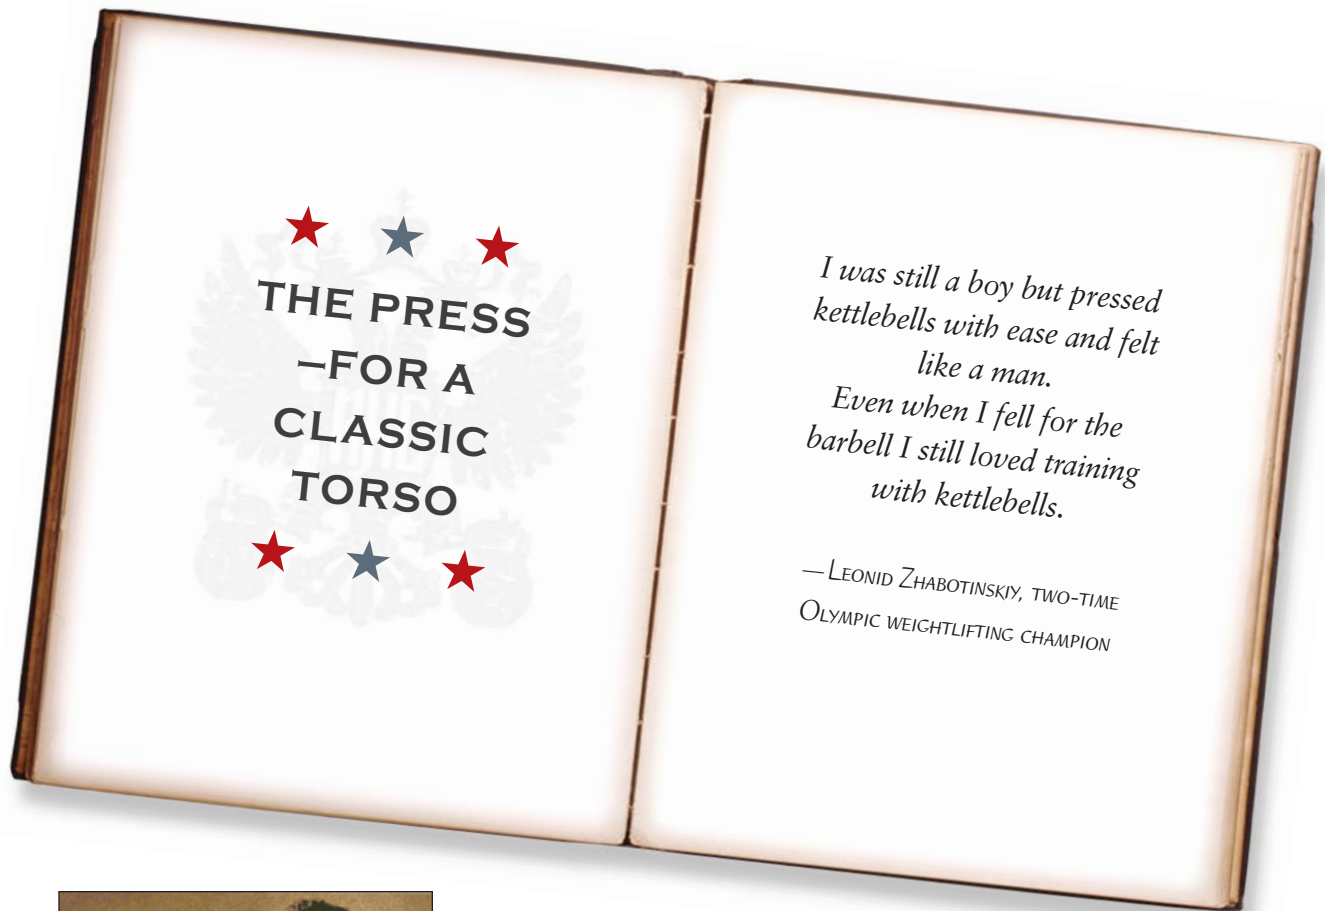 THE PRESS
—FOR A
CLASSIC
TORSO
I was still a boy but pressed
kettlebells with ease and felt
like a man.
Even when I fell for the
barbell I still loved training
with kettlebells.
— Leonid Zhabotinskiy, two-time
Olympic weightlifting champion